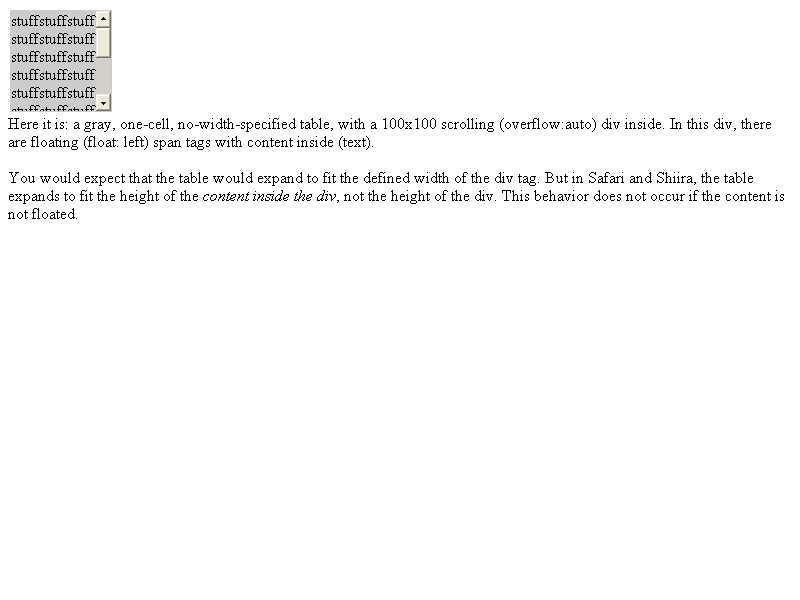 stuffstuffstuff
stuffstuffstuff
stuffstuffstuff
stuffstuffstuff
stuffstuffstuff
stuffstuffstuff
Here it is: a gray, one-cell, no-width-specified table, with a 100x100 scrolling (overflow:auto) div inside. In this div, there
are floating (float: left) span tags with content inside (text).
You would expect that the table would expand to fit the defined width of the div tag. But in Safari and Shiira, the table
expands to fit the height of the content inside the div, not the height of the div. This behavior does not occur if the content is
not floated.